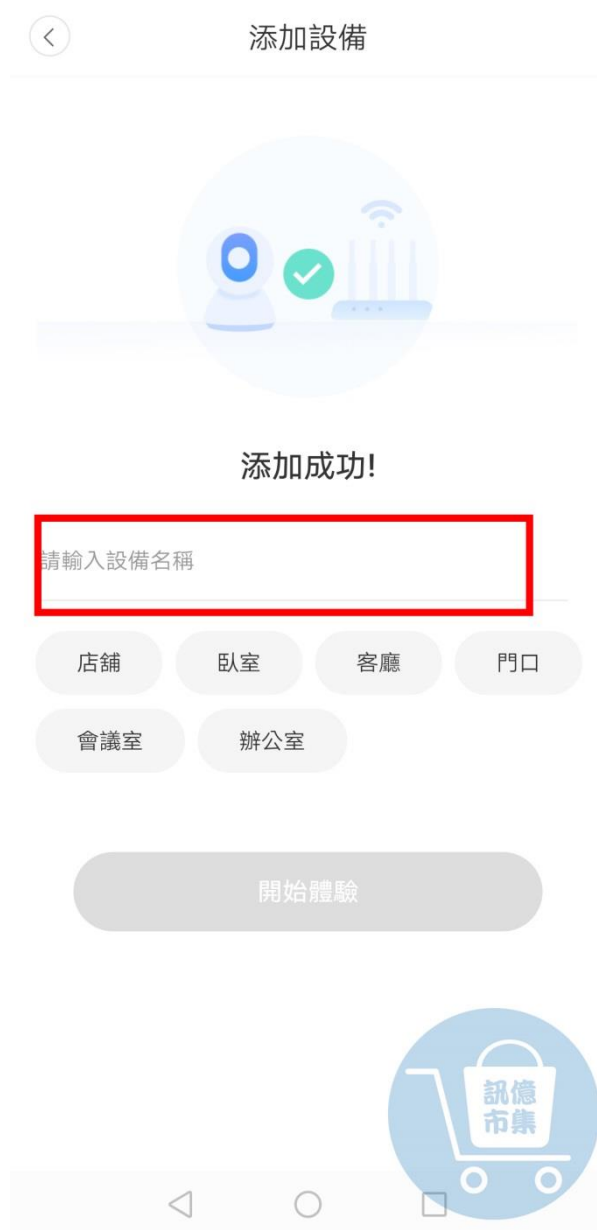 添加設備
添加成功!
請輸入設備名稱
店舖 臥室 客廳 門口
會議室 辦公室
開始體驗
訊億
市集